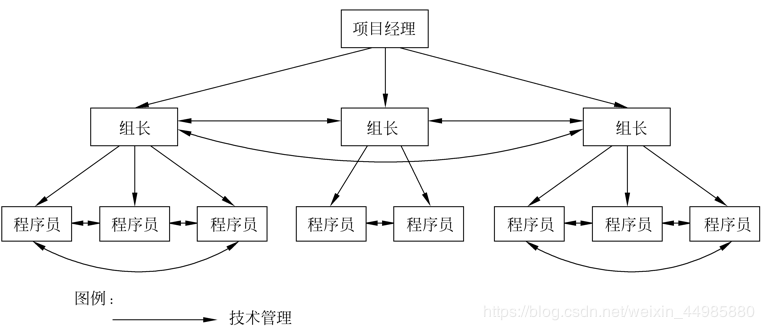 项目经理
组长
组长
组长
程序员
程序员
程序员
程序员
程序员
程序员
程序员
程序员
图例：
技术管理
https://blog.csdn.net/weixin_44985880